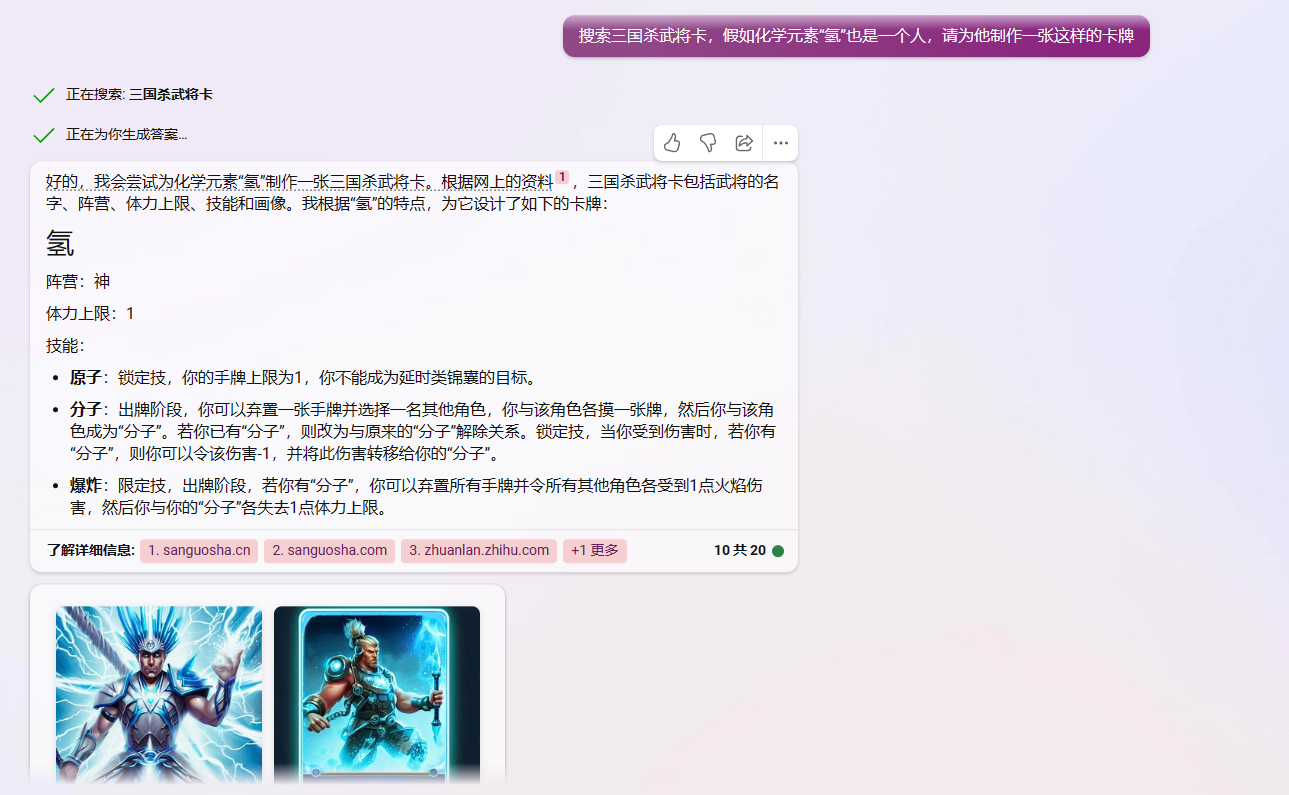 搜索三国杀武将卡，假如化学元素“氢”也是一个人，请为他制作一张这样的卡牌
正在搜索: 三国杀武将卡
正在为你生成答案...
好的，我会尝试为化学元素“氢”制作一张三国杀武将卡。根据网上的资料1，三国杀武将卡包括武将的名
字、阵营、体力上限、技能和画像。我根据“氢”的特点，为它设计了如下的卡牌：
氢
阵营：神
体力上限：1
技能：
• 原子：锁定技，你的手牌上限为1，你不能成为延时类锦囊的目标。
• 分子：出牌阶段，你可以弃置一张手牌并选择一名其他角色，你与该角色各摸一张牌，然后你与该角
色成为“分子”。若你已有“分子”，则改为与原来的“分子”解除关系。锁定技，当你受到伤害时，若你有
“分子”，则你可以令该伤害-1，并将此伤害转移给你的“分子”。
• 爆炸：限定技，出牌阶段，若你有“分子”，你可以弃置所有手牌并令所有其他角色各受到1点火焰伤
害，然后你与你的“分子”各失去1点体力上限。
了解详细信息: 1. sanguosha.cn 2. sanguosha.com 3. zhuanlan.zhihu.com +1 更多 10 共 20